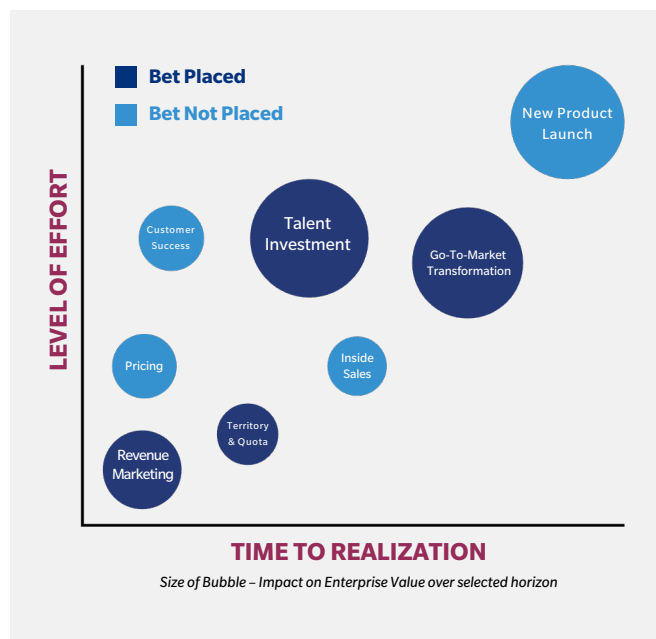 Bet Placed
Bet Not Placed
New Product
Launch
Customer
Success
Talent
Investment
Go-To-Market
Transformation
LEVEL OF EFFORT
Pricing
Inside
Sales
Territory
& Quota
Revenue
Marketing
TIME TO REALIZATION
Size of Bubble – Impact on Enterprise Value over selected horizon